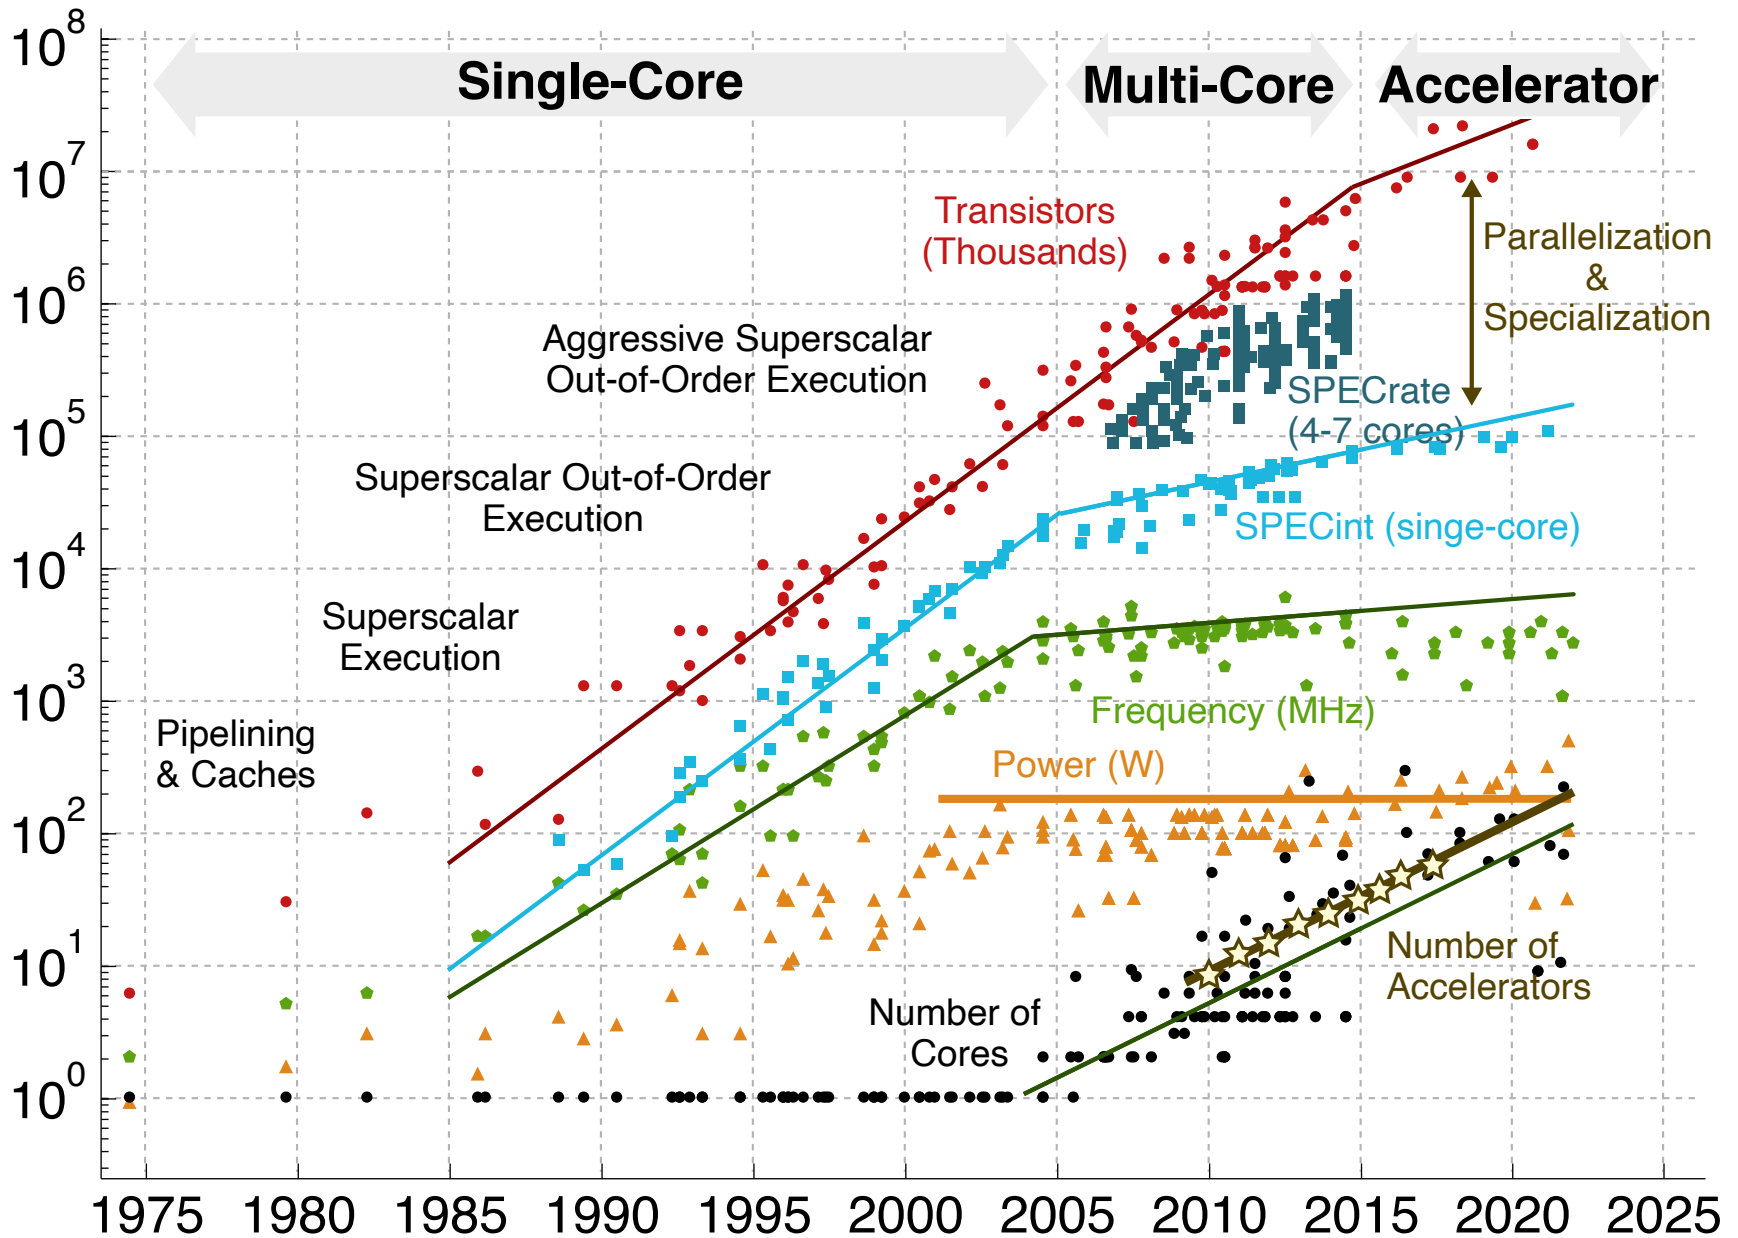 10^8
Single-Core
Multi-Core
Accelerator
10^7
Transistors
(Thousands)
Parallelization
&
Specialization
10^6
Aggressive Superscalar
Out-of-Order Execution
SPECrate
(4-7 cores)
10^5
Superscalar Out-of-Order
Execution
SPECint (singe-core)
10^4
Superscalar
Execution
10^3
Frequency (MHz)
Pipelining
& Caches
Power (W)
10^2
10^1
Number of
Accelerators
Number of
Cores
10^0
1975 1980 1985 1990 1995 2000 2005 2010 2015 2020 2025